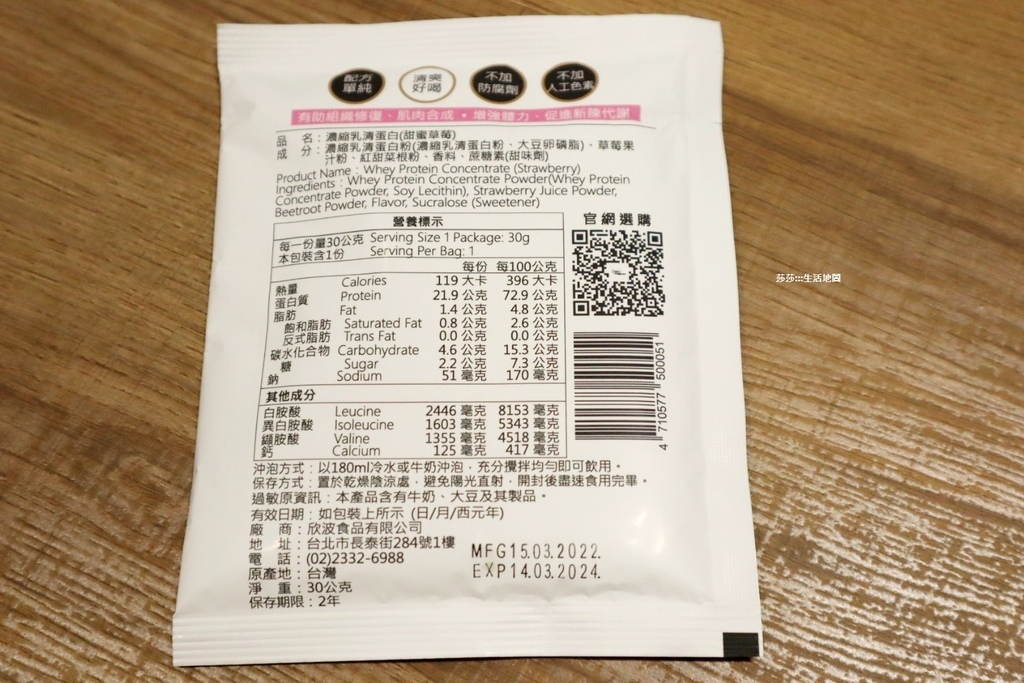 配方
單純
清爽
好喝
不加
防腐劑
不加
人工色素
有助組織修復、肌肉合成・增強體力、促進新陳代謝
品　名：濃縮乳清蛋白(甜蜜草莓)
成　分：濃縮乳清蛋白粉(濃縮乳清蛋白粉、大豆卵磷脂)、草莓果
汁粉、紅甜菜根粉、香料、蔗糖素(甜味劑)
Product Name : Whey Protein Concentrate (Strawberry)
Ingredients : Whey Protein Concentrate Powder(Whey Protein
Concentrate Powder, Soy Lecithin), Strawberry Juice Powder,
Beetroot Powder, Flavor, Sucralose (Sweetener)
營養標示
每一份量30公克 Serving Size 1 Package: 30g
本包裝含1份 Serving Per Bag: 1
每份 每100公克
熱量 Calories 119 大卡 396 大卡
蛋白質 Protein 21.9 公克 72.9 公克
脂肪 Fat 1.4 公克 4.8 公克
飽和脂肪 Saturated Fat 0.8 公克 2.6 公克
反式脂肪 Trans Fat 0.0 公克 0.0 公克
碳水化合物 Carbohydrate 4.6 公克 15.3 公克
糖 Sugar 2.2 公克 7.3 公克
鈉 Sodium 51 毫克 170 毫克
其他成分
白胺酸 Leucine 2446 毫克 8153 毫克
異白胺酸 Isoleucine 1603 毫克 5343 毫克
纈胺酸 Valine 1355 毫克 4518 毫克
鈣 Calcium 125 毫克 417 毫克
官網選購
4 710577 500051
沖泡方式：以180ml冷水或牛奶沖泡，充分攪拌均勻即可飲用。
保存方式：置於乾燥陰涼處，避免陽光直射，開封後盡速食用完畢。
過敏原資訊：本產品含有牛奶、大豆及其製品。
有效日期：如包裝上所示 (日/月/西元年)
廠　商：欣波食品有限公司
地　址：台北市長泰街284號1樓
電　話：(02)2332-6988
原產地：台灣
淨　重：30公克
保存期限：2年
MFG15.03.2022.
EXP14.03.2024.
莎莎:::生活地圖